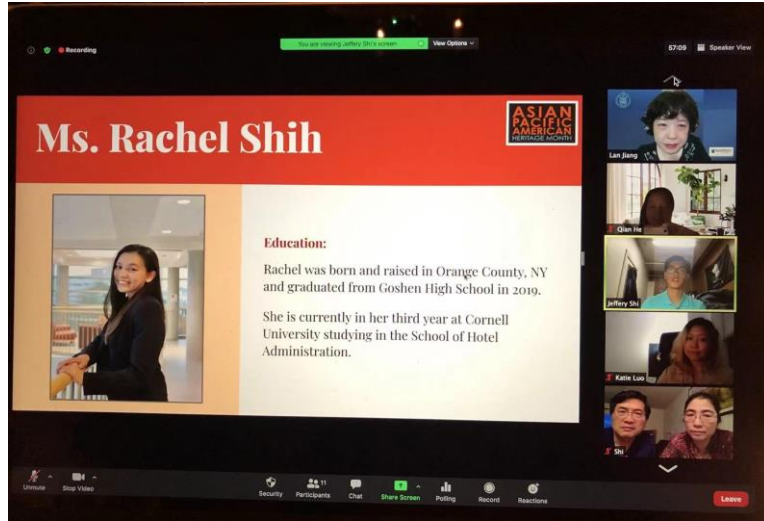 Recording
You are viewing Jeffery Shi's screen
View Options
57:09
Speaker View
Ms. Rachel Shih
ASIAN
PACIFIC
AMERICAN
HERITAGE MONTH
Education:
Rachel was born and raised in Orange County, NY
and graduated from Goshen High School in 2019.
She is currently in her third year at Cornell
University studying in the School of Hotel
Administration.
Lan Jiang
Qian He
Jeffery Shi
Katie Luo
Shi
Unmute
Stop Video
Security
Participants
11
Chat
Share Screen
Polling
Record
Reactions
Leave